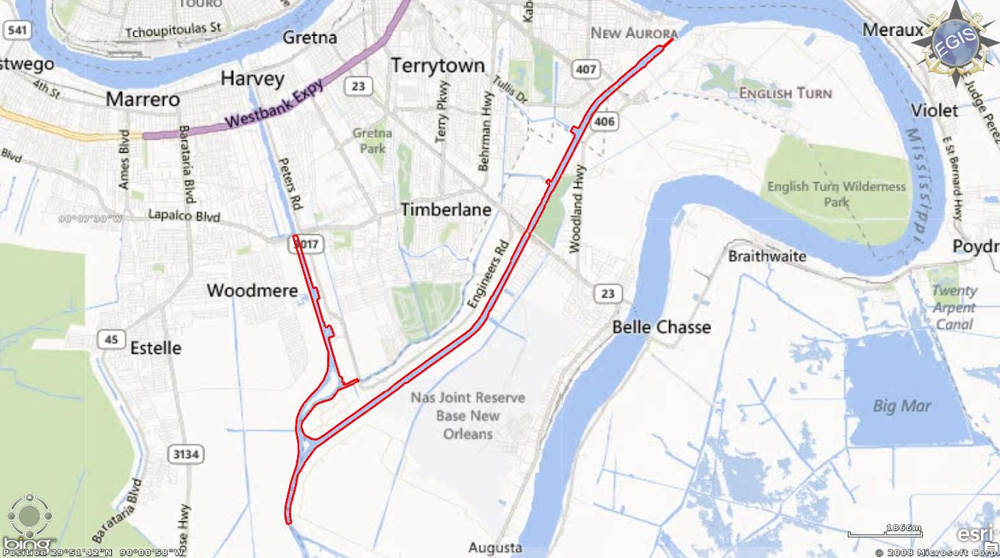 TOURO
541
Tchoupitoulas St
Gretna
NEW AURORA
Meraux
EGIS
stwego
Terrytown
407
4th St
Harvey
23
Tullis Dr
E Judge Perez
Marrero
Westbank Expy
Terry Pkwy
Behrman Hwy
406
ENGLISH TURN
Violet
Ames Blvd
Barataria Blvd
Gretna
Park
Mississippi
E St Bernard Hwy
Blvd
Peters Rd
English Turn Wilderness
Park
90°07'30"W
Lapalco Blvd
Timberlane
Woodland Hwy
3017
Engineers Rd
Braithwaite
Poydr
Woodmere
23
Twenty
Arpent
Canal
45
Estelle
Belle Chasse
Nas Joint Reserve
Base New
Orleans
Big Mar
3134
Barataria Blvd
use Hwy
Augusta
1866m
bing
esri
Position 29°51'42"N 90°00'58"W
© 2008 Microsoft Corp.